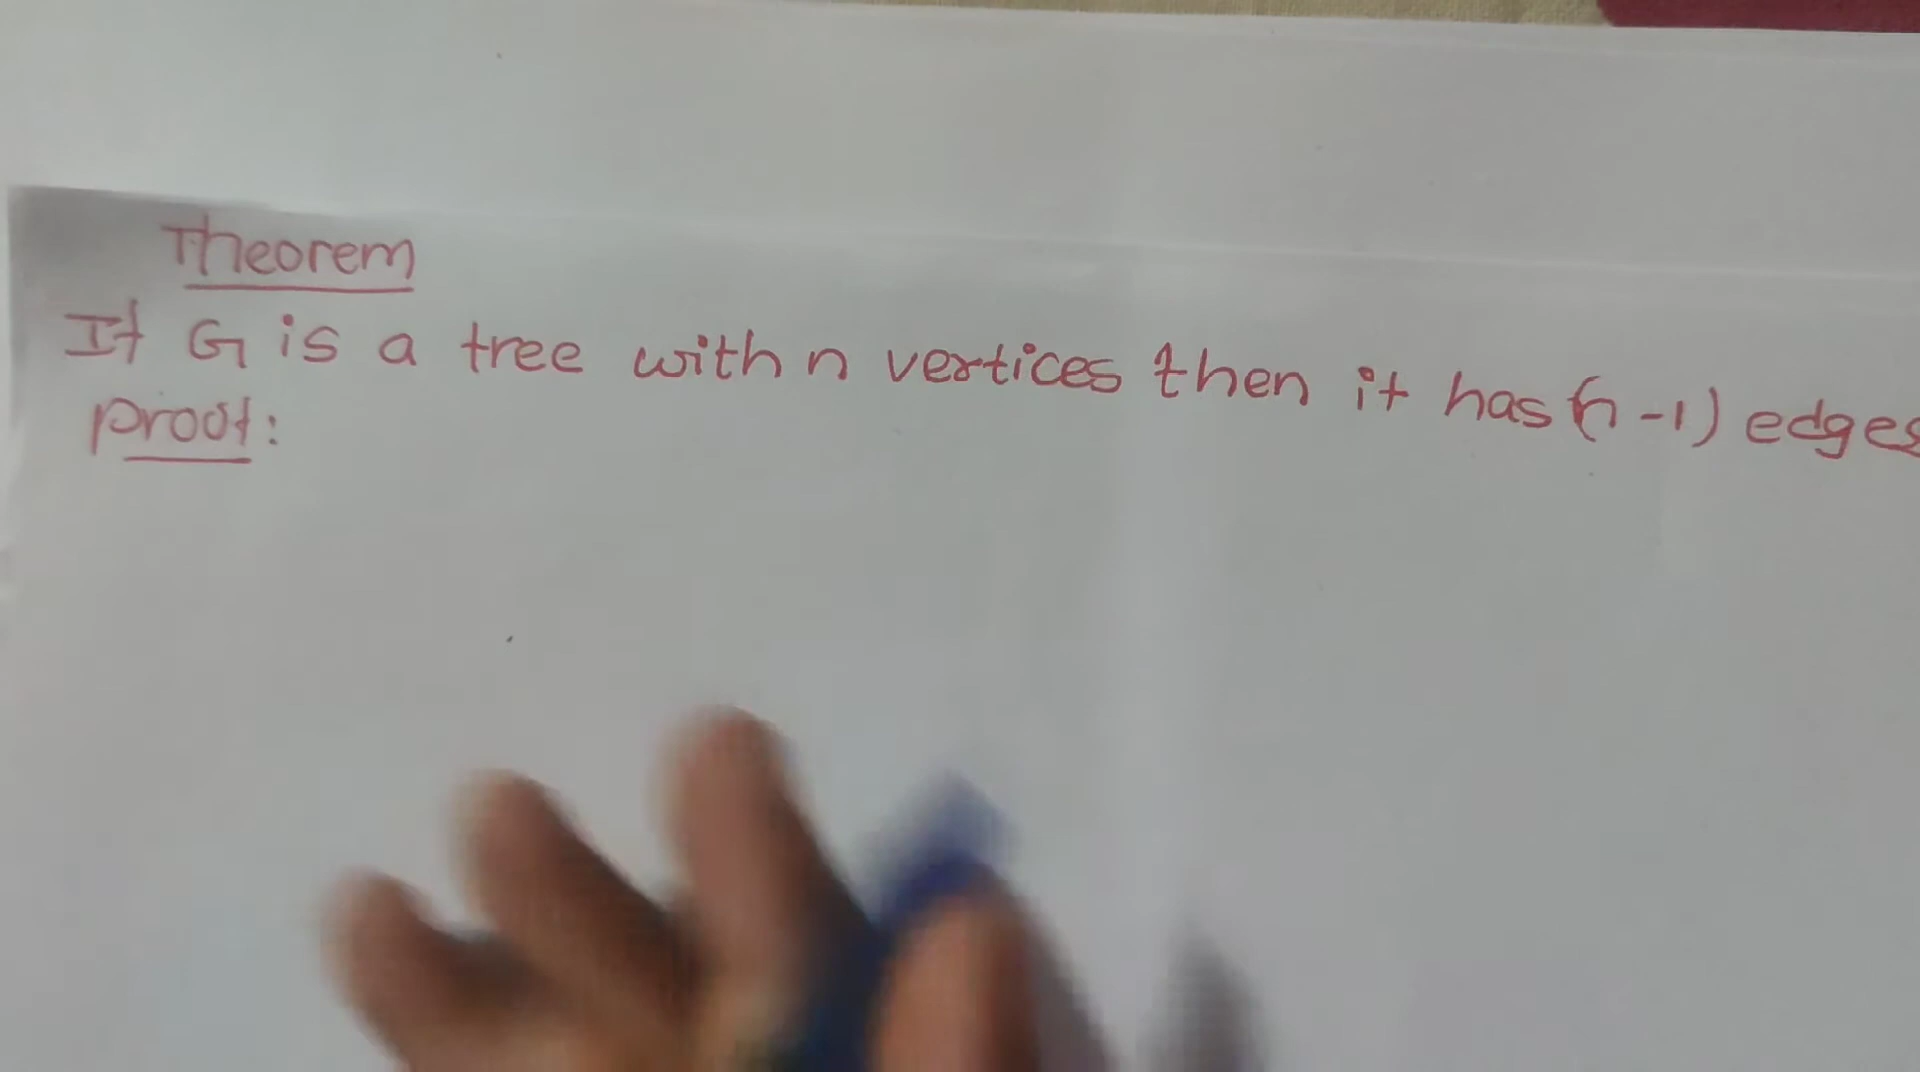 Theorem
If G is a tree with n vertices then it has (n-1) edges
proof: